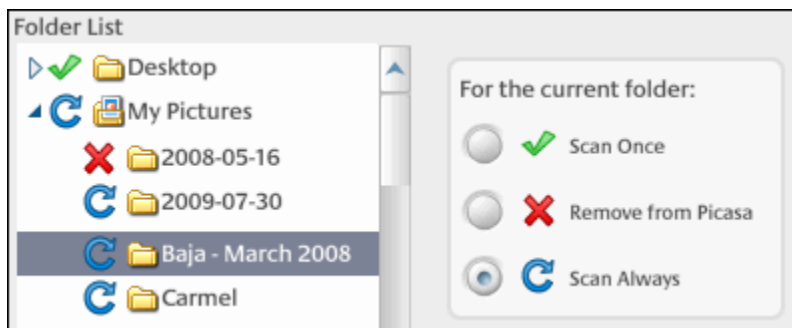 Folder List
Desktop
My Pictures
2008-05-16
2009-07-30
Baja - March 2008
Carmel
For the current folder:
Scan Once
Remove from Picasa
Scan Always